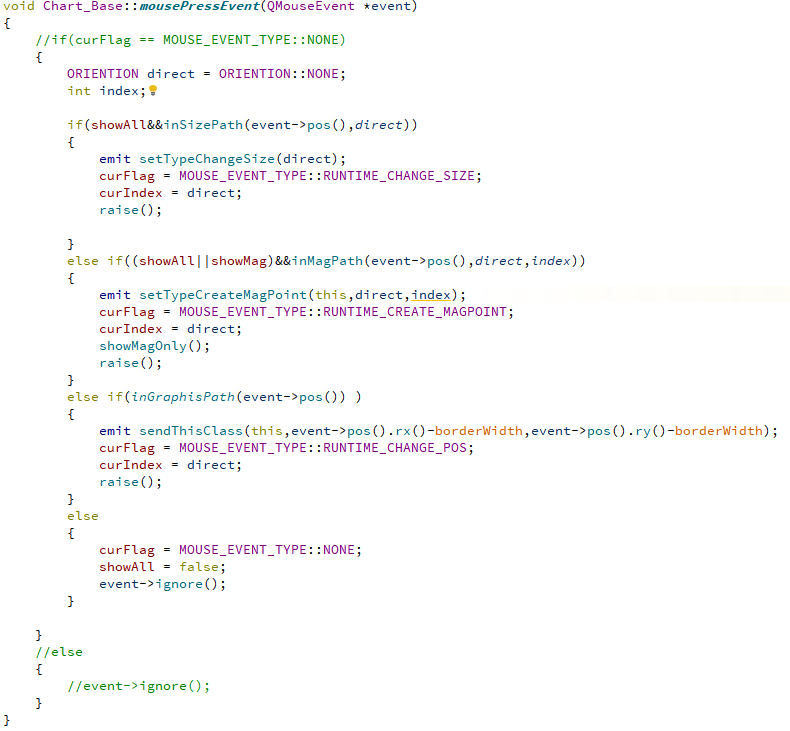 void Chart_Base::mousePressEvent(QMouseEvent *event)
{
    //if(curFlag == MOUSE_EVENT_TYPE::NONE)
    {
        ORIENTION direct = ORIENTION::NONE;
        int index;

        if(showAll&&inSizePath(event->pos(),direct))
        {
            emit setTypeChangeSize(direct);
            curFlag = MOUSE_EVENT_TYPE::RUNTIME_CHANGE_SIZE;
            curIndex = direct;
            raise();

        }
        else if((showAll||showMag)&&inMagPath(event->pos(),direct,index))
        {
            emit setTypeCreateMagPoint(this,direct,index);
            curFlag = MOUSE_EVENT_TYPE::RUNTIME_CREATE_MAGPOINT;
            curIndex = direct;
            showMagOnly();
            raise();
        }
        else if(inGraphisPath(event->pos()) )
        {
            emit sendThisClass(this,event->pos().rx()-borderWidth,event->pos().ry()-borderWidth);
            curFlag = MOUSE_EVENT_TYPE::RUNTIME_CHANGE_POS;
            curIndex = direct;
            raise();
        }
        else
        {
            curFlag = MOUSE_EVENT_TYPE::NONE;
            showAll = false;
            event->ignore();
        }

    }
    //else
    {
        //event->ignore();
    }
}